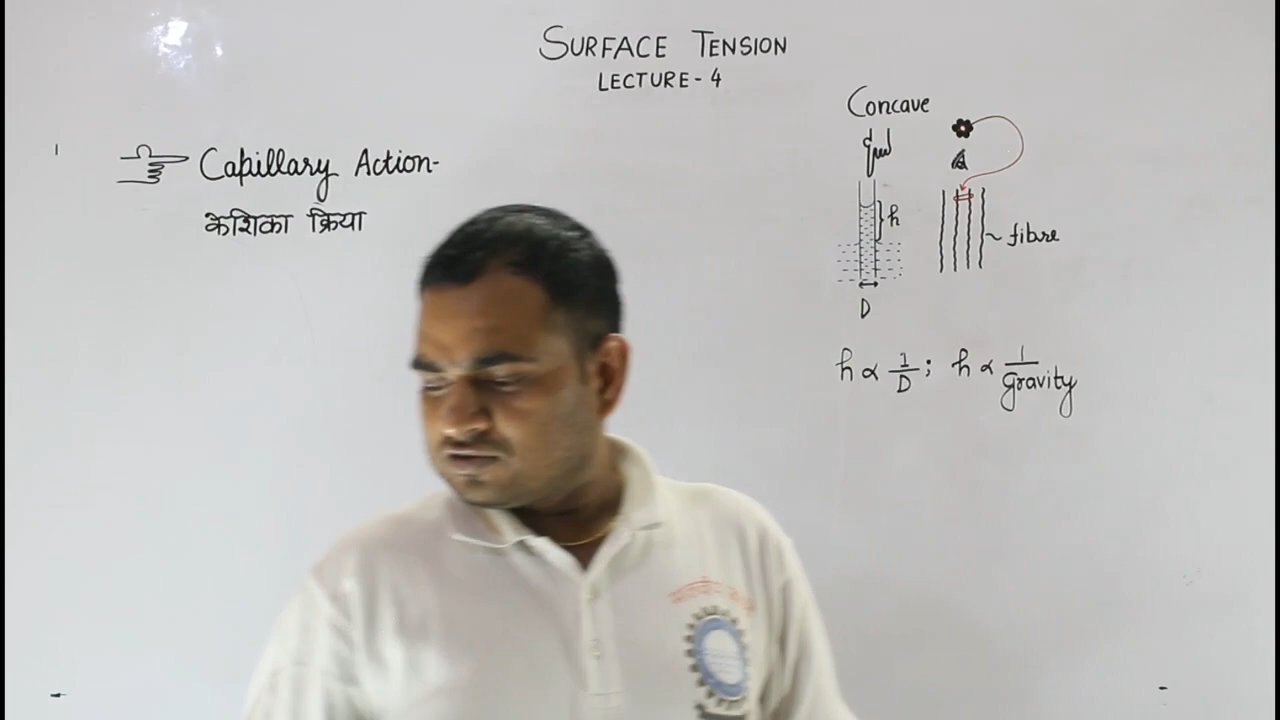 SURFACE TENSION
LECTURE-4
Capillary Action-
केशिका क्रिया
Concave
h
fibre
D
h ∝ 1/D ; h ∝ 1/gravity